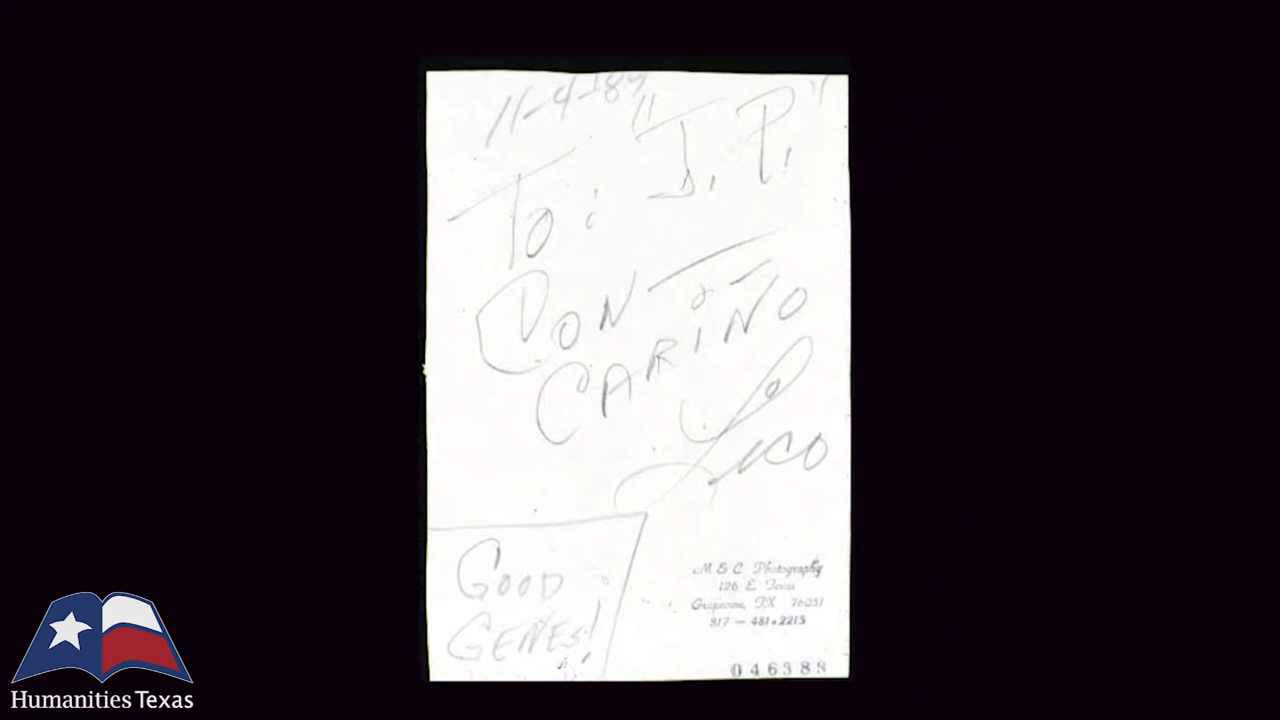 11-4-89
To: "J. P."
CON
CARIÑO
Lico
GOOD
GENES!
M & C Photography
126 E. Texas
Grapevine, TX 76051
817 - 481-2215
046388
Humanities Texas